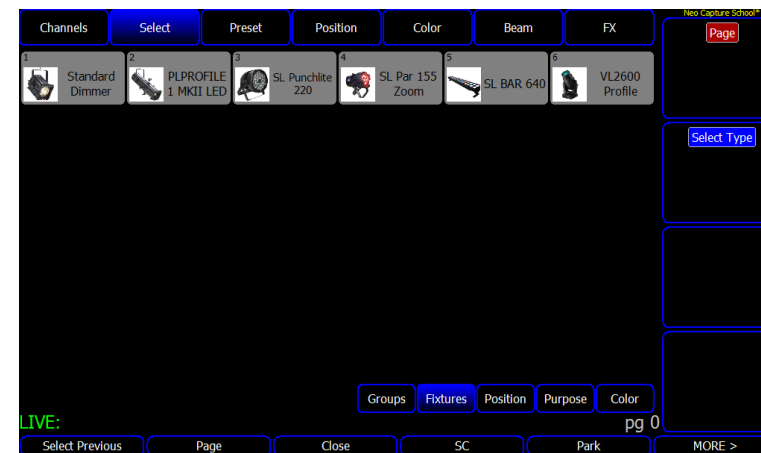 Neo Capture School*
Channels Select Preset Position Color Beam FX Page
1 Standard Dimmer
2 PLPROFILE 1 MKII LED
3 SL Punchlite 220
4 SL Par 155 Zoom
5 SL BAR 640
6 VL2600 Profile
Select Type
Groups Fixtures Position Purpose Color
LIVE: pg 0
Select Previous Page Close SC Park MORE >